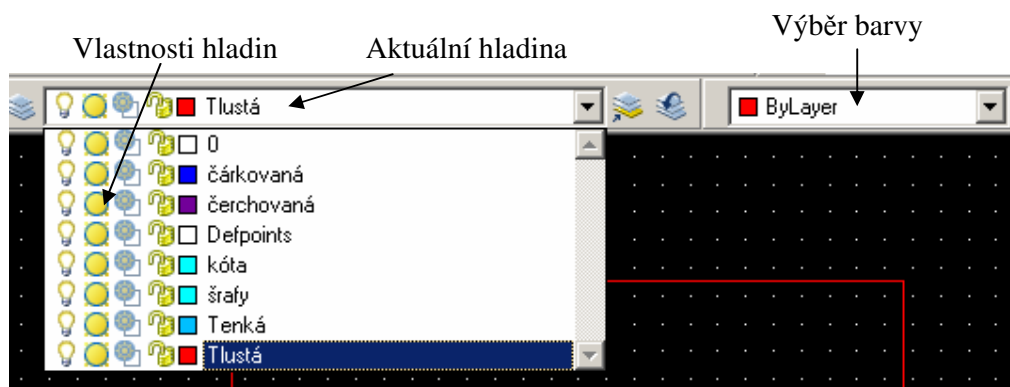 Výběr barvy
Vlastnosti hladin Aktuální hladina
Tlustá ByLayer
0
čárkovaná
čerchovaná
Defpoints
kóta
šrafy
Tenká
Tlustá